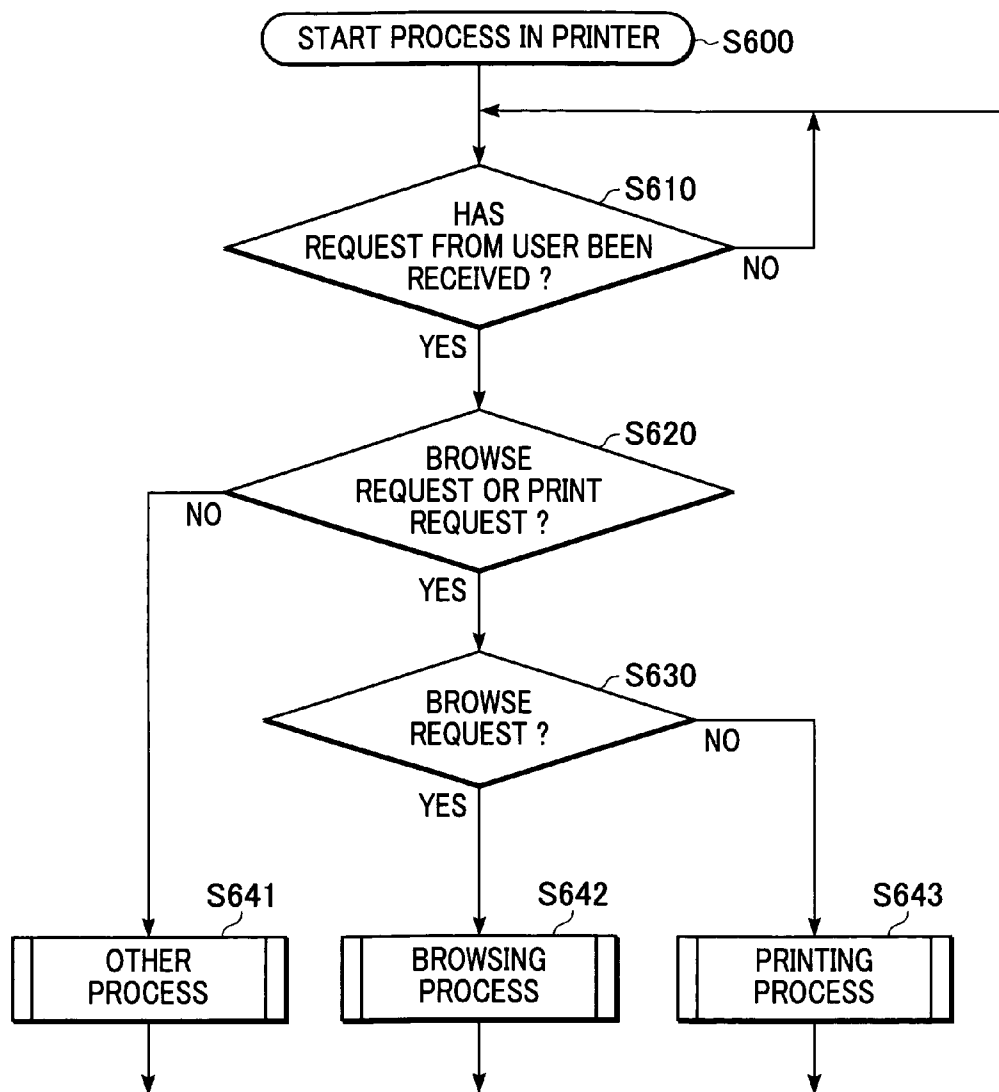 START PROCESS IN PRINTER
S600
S610
HAS
REQUEST FROM USER BEEN
RECEIVED ?
NO
YES
S620
BROWSE
REQUEST OR PRINT
REQUEST ?
NO
YES
S630
BROWSE
REQUEST ?
NO
YES
S641
OTHER
PROCESS
S642
BROWSING
PROCESS
S643
PRINTING
PROCESS